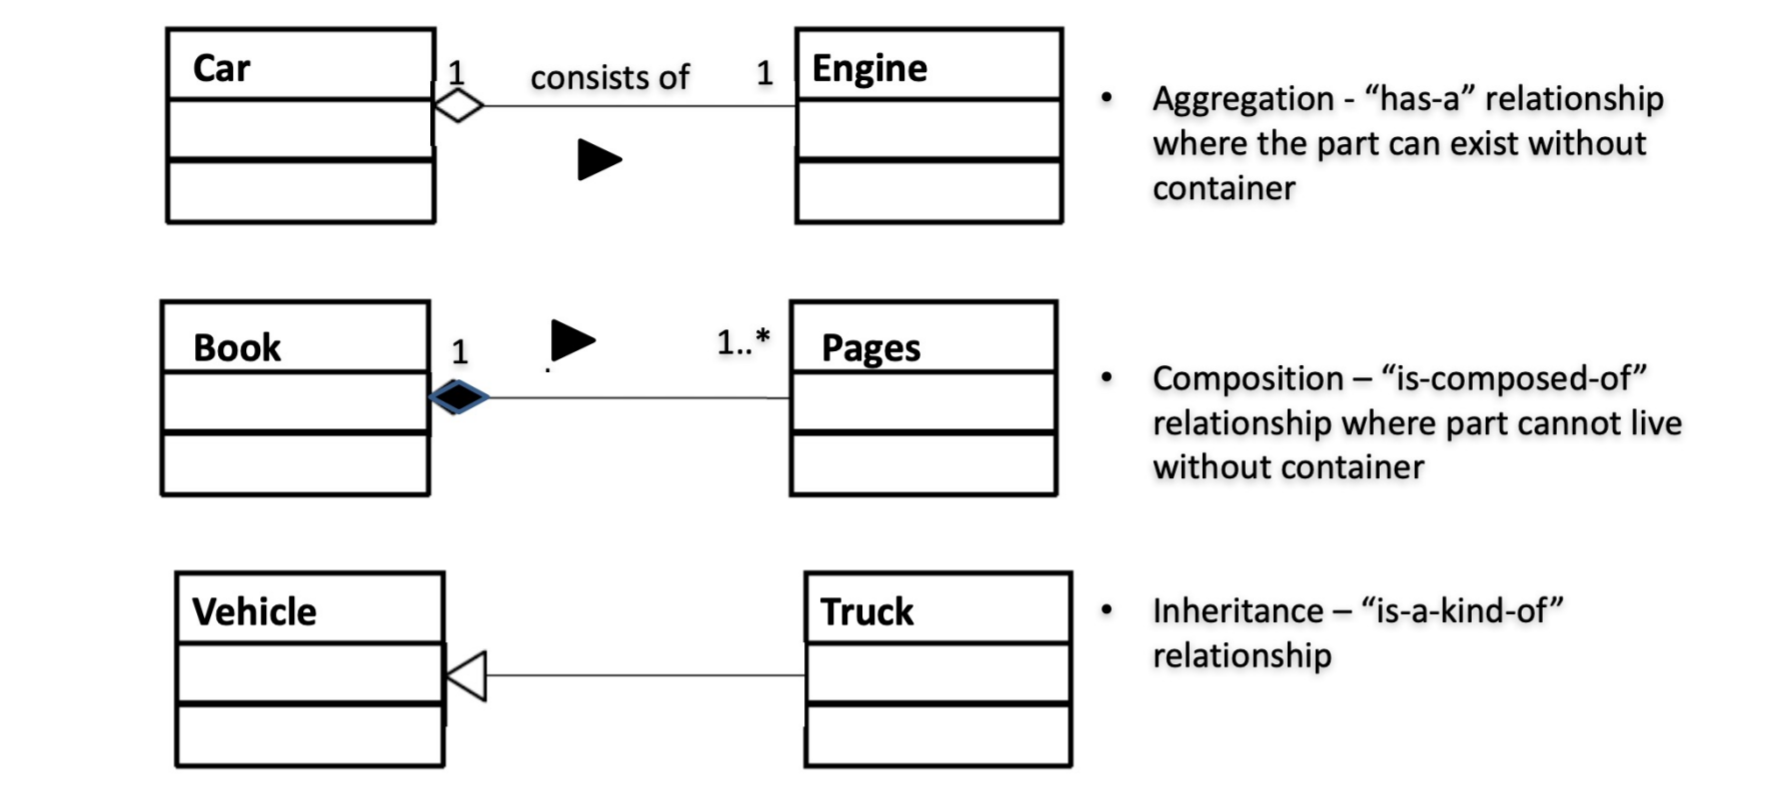 Car
1
consists of
1
Engine
• Aggregation - “has-a” relationship
where the part can exist without
container
Book
1
1..*
Pages
• Composition – “is-composed-of”
relationship where part cannot live
without container
Vehicle
Truck
• Inheritance – “is-a-kind-of”
relationship